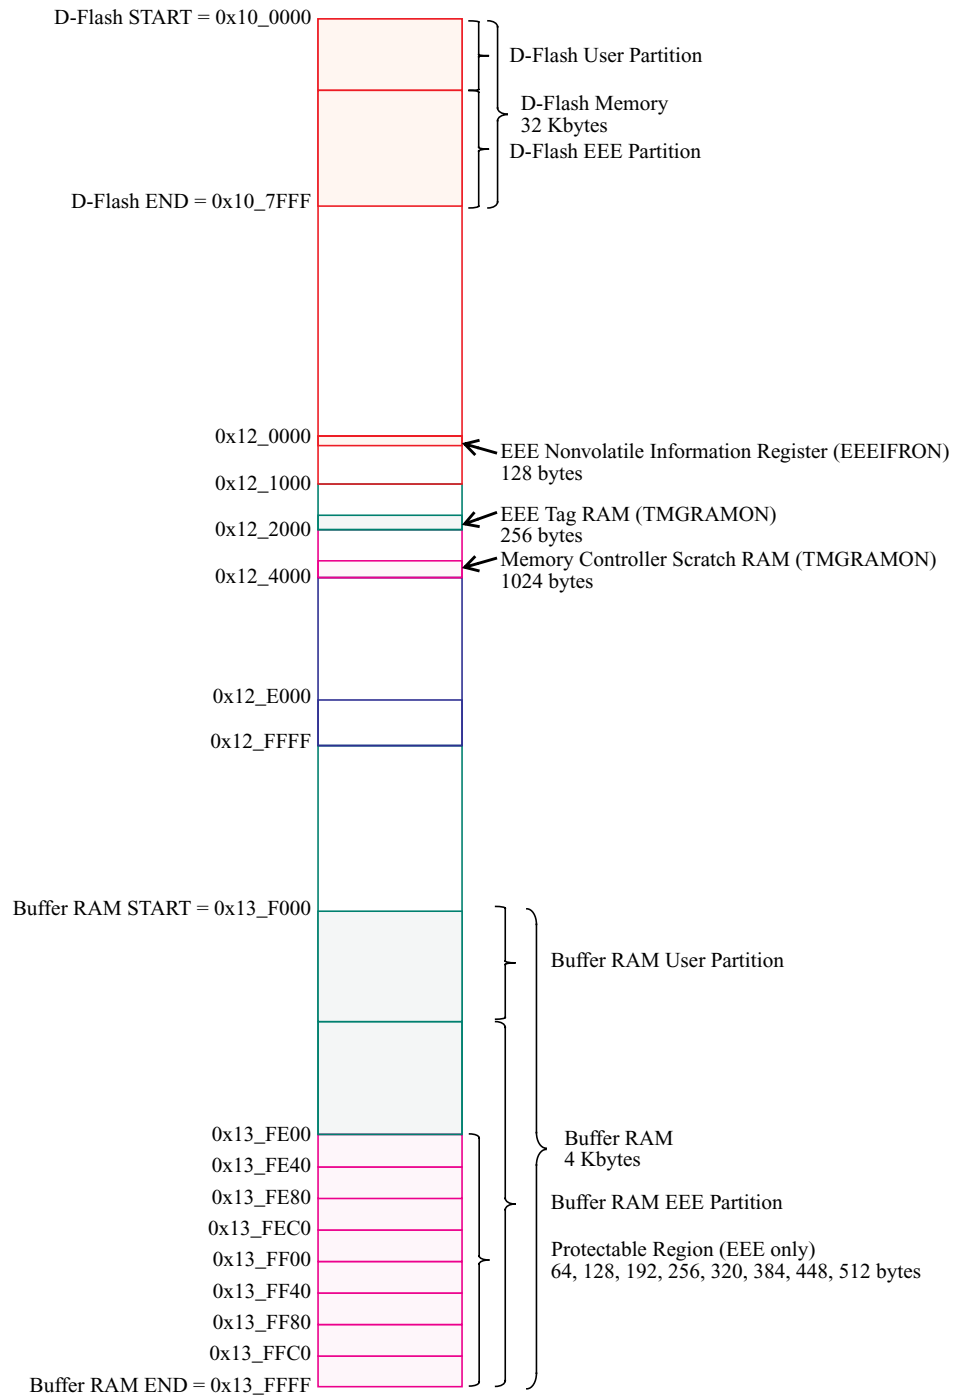 D-Flash START = 0x10_0000
D-Flash User Partition
D-Flash Memory
32 Kbytes
D-Flash EEE Partition
D-Flash END = 0x10_7FFF
0x12_0000
EEE Nonvolatile Information Register (EEEIFRON)
128 bytes
0x12_1000
EEE Tag RAM (TMGRAMON)
256 bytes
0x12_2000
Memory Controller Scratch RAM (TMGRAMON)
1024 bytes
0x12_4000
0x12_E000
0x12_FFFF
Buffer RAM START = 0x13_F000
Buffer RAM User Partition
0x13_FE00
Buffer RAM
4 Kbytes
0x13_FE40
0x13_FE80
Buffer RAM EEE Partition
0x13_FEC0
Protectable Region (EEE only)
64, 128, 192, 256, 320, 384, 448, 512 bytes
0x13_FF00
0x13_FF40
0x13_FF80
0x13_FFC0
Buffer RAM END = 0x13_FFFF